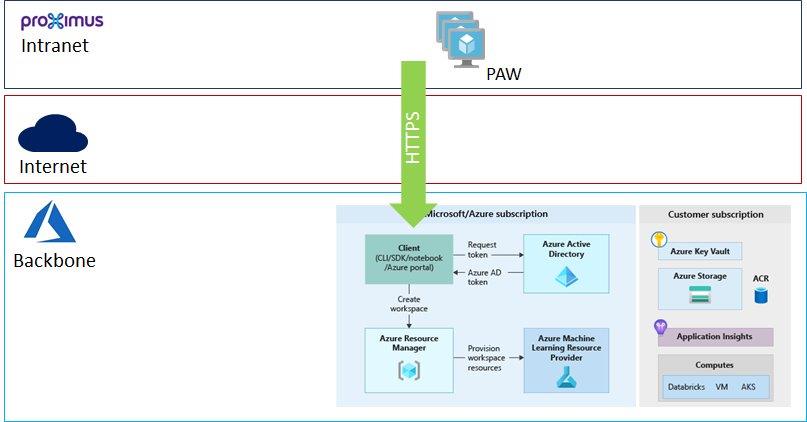 proximus
Intranet
PAW
HTTPS
Internet
Backbone
Microsoft/Azure subscription
Client
(CLI/SDK/notebook
/Azure portal)
Request
token
Azure AD
token
Azure Active
Directory
Create
workspace
Azure Resource
Manager
Provision
workspace
resources
Azure Machine
Learning Resource
Provider
Customer subscription
Azure Key Vault
Azure Storage
ACR
Application Insights
Computes
Databricks VM AKS